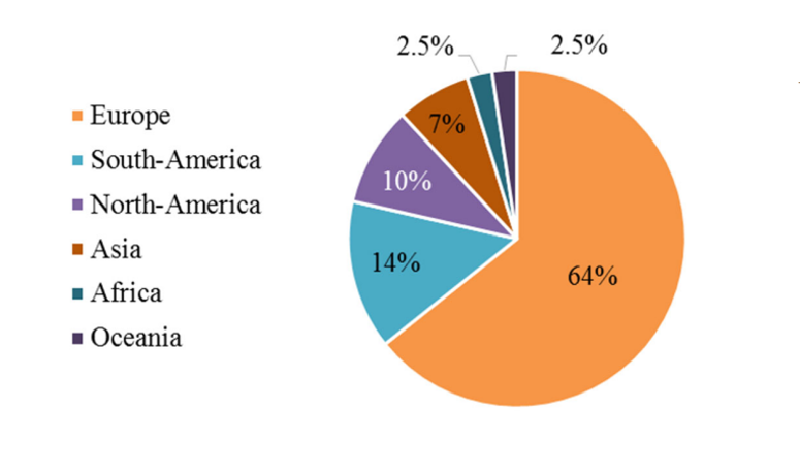 2.5%
2.5%
Europe
South-America
North-America
Asia
Africa
Oceania
7%
10%
14%
64%